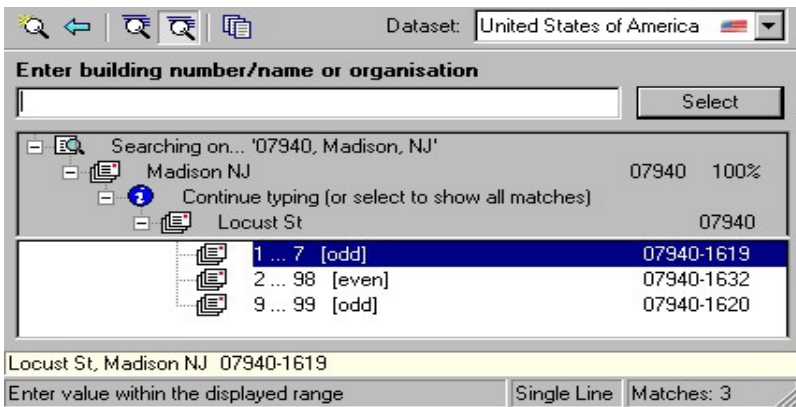 Dataset: United States of America
Enter building number/name or organisation
Select
Searching on... '07940, Madison, NJ'
Madison NJ 07940 100%
Continue typing (or select to show all matches)
Locust St 07940
1 ... 7 [odd] 07940-1619
2 ... 98 [even] 07940-1632
9 ... 99 [odd] 07940-1620
Locust St, Madison NJ 07940-1619
Enter value within the displayed range Single Line Matches: 3